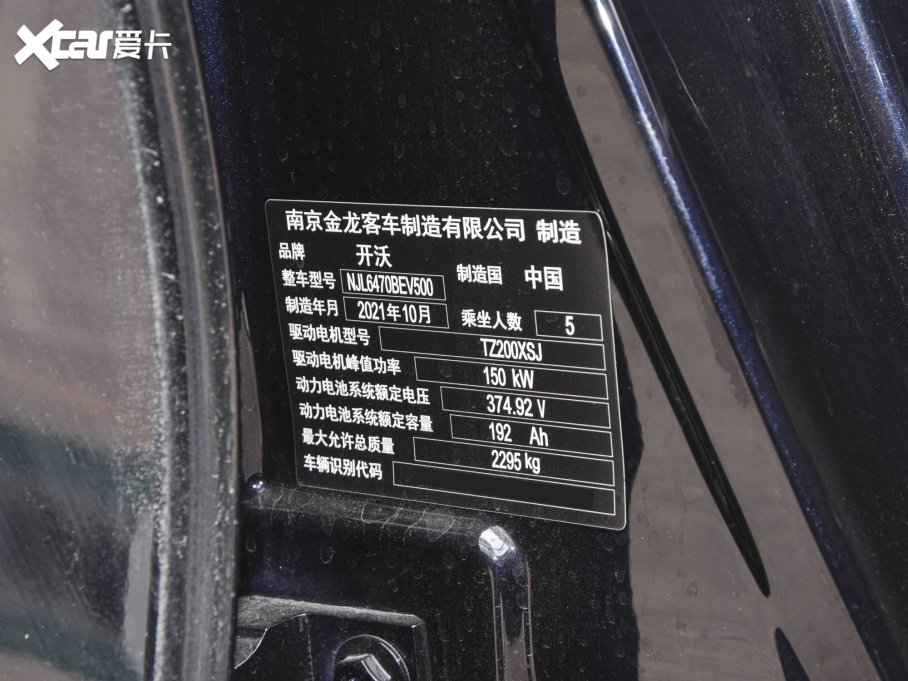 Xcar爱卡
南京金龙客车制造有限公司 制造
品牌 开沃
整车型号 NJL6470BEV500 制造国 中国
制造年月 2021年10月 乘坐人数 5
驱动电机型号 TZ200XSJ
驱动电机峰值功率 150 kW
动力电池系统额定电压 374.92 V
动力电池系统额定容量 192 Ah
最大允许总质量 2295 kg
车辆识别代码